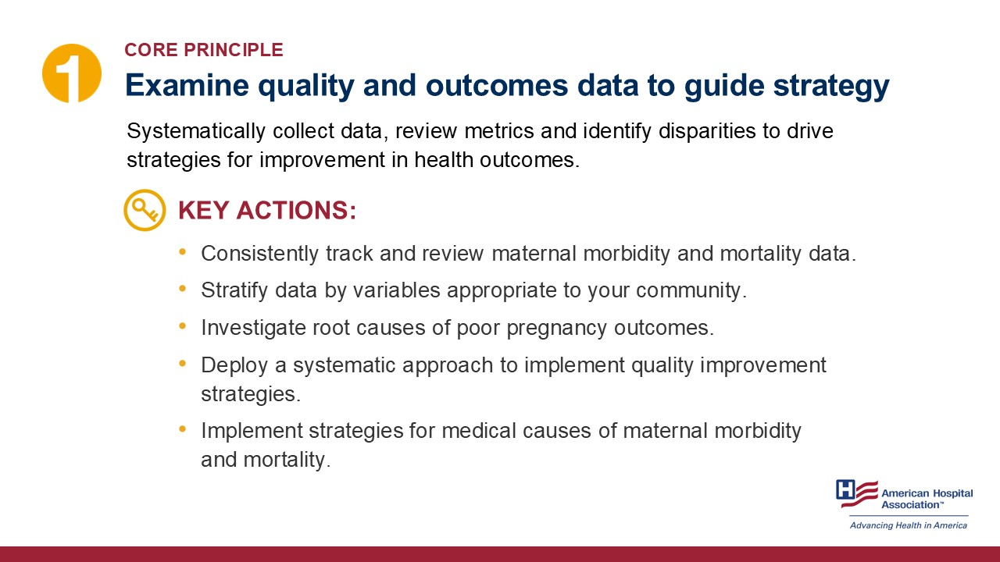 1
CORE PRINCIPLE
Examine quality and outcomes data to guide strategy
Systematically collect data, review metrics and identify disparities to drive
strategies for improvement in health outcomes.
KEY ACTIONS:
• Consistently track and review maternal morbidity and mortality data.
• Stratify data by variables appropriate to your community.
• Investigate root causes of poor pregnancy outcomes.
• Deploy a systematic approach to implement quality improvement
strategies.
• Implement strategies for medical causes of maternal morbidity
and mortality.
H American Hospital
Association™
Advancing Health in America